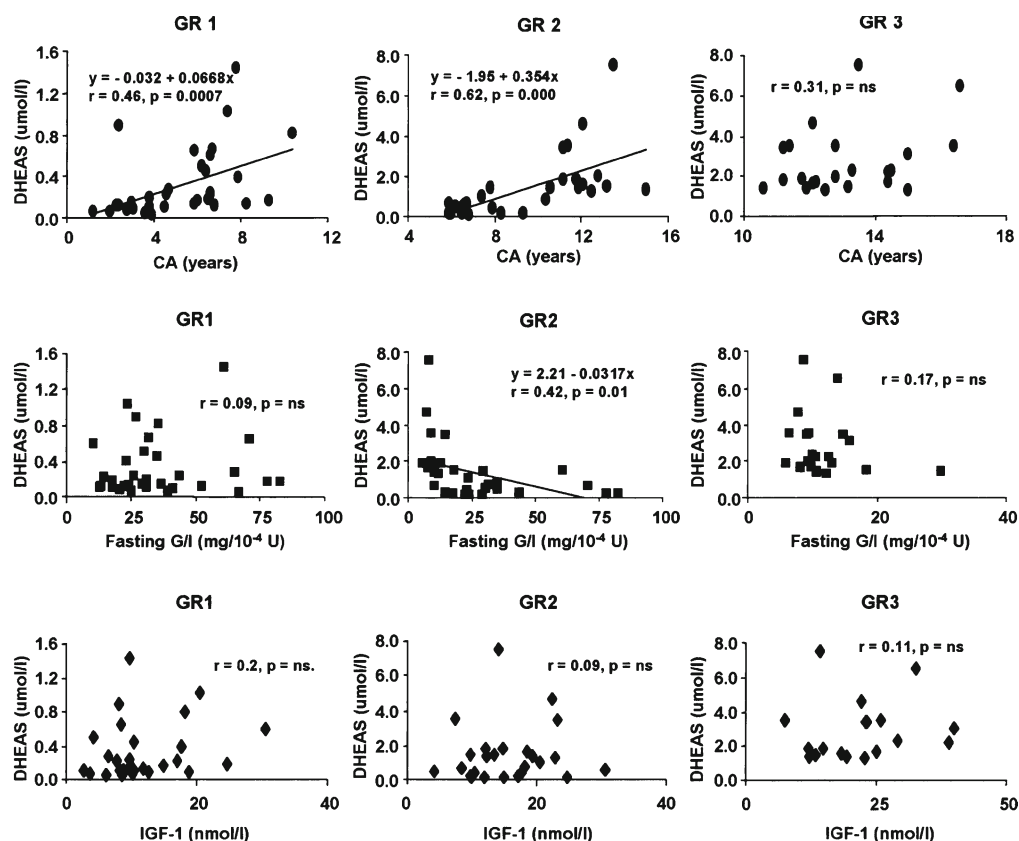 GR 1
GR 2
GR 3
DHEAS (umol/l)
1.6
1.2
0.8
0.4
0.0
y = - 0.032 + 0.0668x
r = 0.46, p = 0.0007
0
4
8
12
CA (years)
DHEAS (umol/l)
8.0
6.0
4.0
2.0
0.0
y = - 1.95 + 0.354x
r = 0.62, p = 0.000
4
8
12
16
CA (years)
DHEAS (umol/l)
8.0
6.0
4.0
2.0
0.0
r = 0.31, p = ns
10
14
18
CA (years)
GR1
GR2
GR3
DHEAS (umol/l)
1.6
1.2
0.8
0.4
0
r = 0.09, p = ns
0
25
50
75
100
Fasting G/I (mg/10⁻⁴ U)
DHEAS (umol/l)
8.0
6.0
4.0
2.0
0.0
y = 2.21 - 0.0317x
r = 0.42, p = 0.01
0
25
50
75
100
Fasting G/I (mg/10⁻⁴ U)
DHEAS (umol/l)
8.0
6.0
4.0
2.0
0.0
r = 0.17, p = ns
0
20
40
Fasting G/I (mg/10⁻⁴ U)
GR1
GR2
GR3
DHEAS (umol/l)
1.6
1.2
0.8
0.4
0.0
r = 0.2, p = ns.
0
20
40
IGF-1 (nmol/l)
DHEAS (umol/l)
8.0
6.0
4.0
2.0
0.0
r = 0.09, p = ns
0
20
40
IGF-1 (nmol/l)
DHEAS (umol/l)
8.0
6.0
4.0
2.0
0.0
r = 0.11, p = ns
0
25
50
IGF-1 (nmol/l)